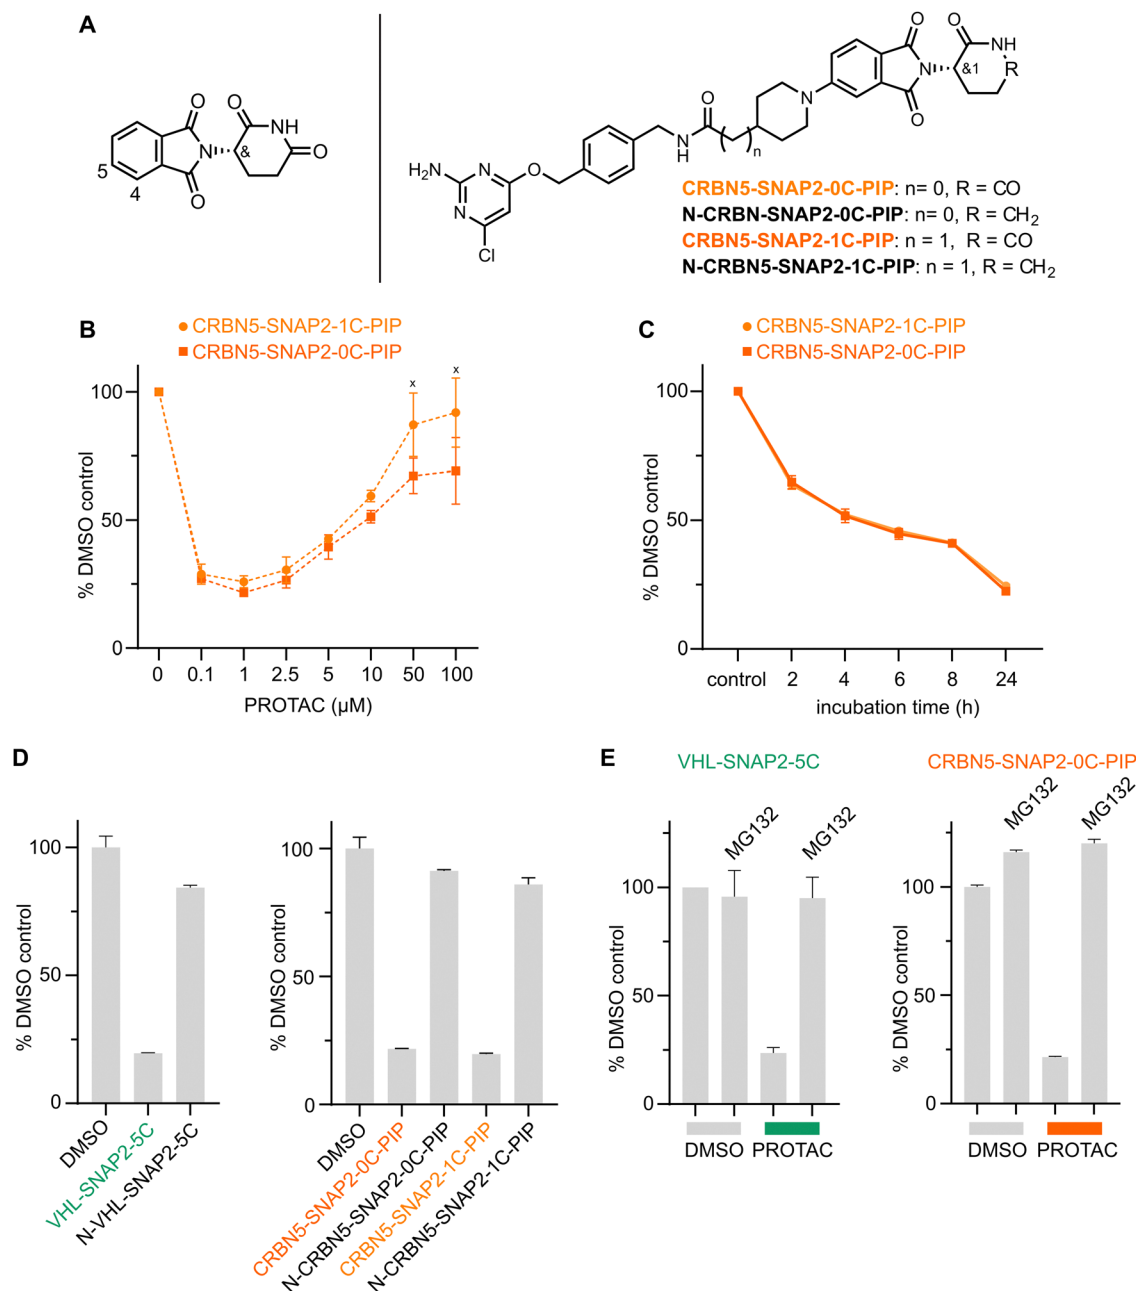 A
O
O
NH
N
O
&
O
5
4
O
O
O
NH
&1
R
N
N
O
O
N
H
n
H2N
N
O
N
Cl
CRBN5-SNAP2-0C-PIP: n= 0, R = CO
N-CRBN-SNAP2-0C-PIP: n= 0, R = CH2
CRBN5-SNAP2-1C-PIP: n = 1, R = CO
N-CRBN5-SNAP2-1C-PIP: n = 1, R = CH2
B
CRBN5-SNAP2-1C-PIP
CRBN5-SNAP2-0C-PIP
x x
100
50
0
% DMSO control
0 0.1 1 2.5 5 10 50 100
PROTAC (µM)
C
CRBN5-SNAP2-1C-PIP
CRBN5-SNAP2-0C-PIP
100
50
0
% DMSO control
control 2 4 6 8 24
incubation time (h)
D
100
50
0
% DMSO control
DMSO
VHL-SNAP2-5C
N-VHL-SNAP2-5C
100
50
0
% DMSO control
DMSO
CRBN5-SNAP2-0C-PIP
N-CRBN5-SNAP2-0C-PIP
CRBN5-SNAP2-1C-PIP
N-CRBN5-SNAP2-1C-PIP
E
VHL-SNAP2-5C
MG132
MG132
100
50
0
% DMSO control
DMSO PROTAC
CRBN5-SNAP2-0C-PIP
MG132
MG132
100
50
0
% DMSO control
DMSO PROTAC